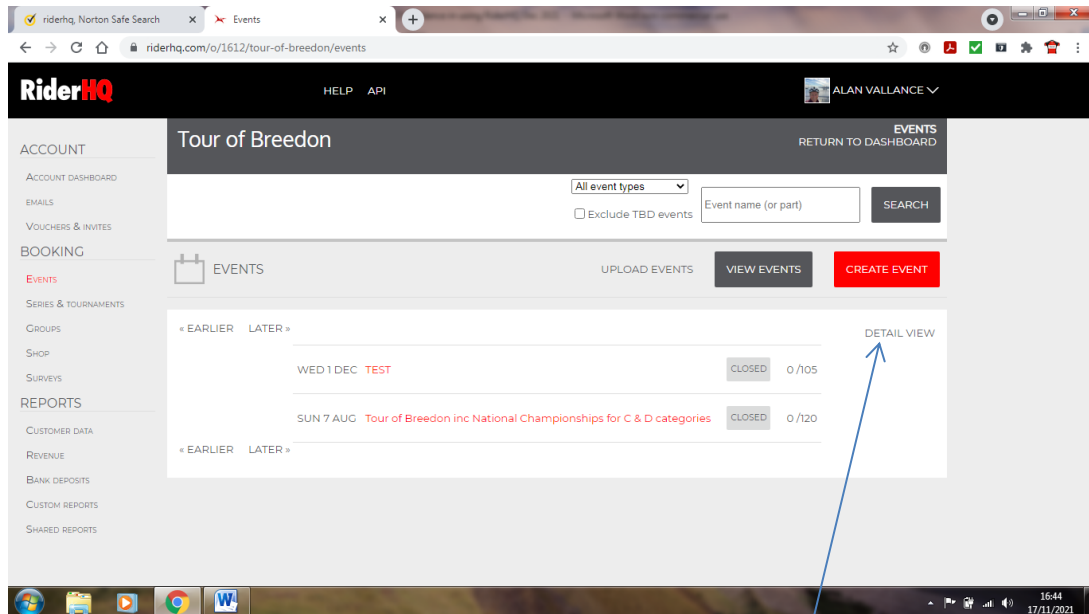 riderhq, Norton Safe Search
Events
riderhq.com/o/1612/tour-of-breedon/events
RiderHQ
HELP API
ALAN VALLANCE
ACCOUNT
ACCOUNT DASHBOARD
EMAILS
VOUCHERS & INVITES
BOOKING
EVENTS
SERIES & TOURNAMENTS
GROUPS
SHOP
SURVEYS
REPORTS
CUSTOMER DATA
REVENUE
BANK DEPOSITS
CUSTOM REPORTS
SHARED REPORTS
Tour of Breedon
EVENTS
RETURN TO DASHBOARD
All event types
Exclude TBD events
Event name (or part)
SEARCH
EVENTS
UPLOAD EVENTS
VIEW EVENTS
CREATE EVENT
« EARLIER LATER »
DETAIL VIEW
WED 1 DEC TEST CLOSED 0 /105
SUN 7 AUG Tour of Breedon inc National Championships for C & D categories CLOSED 0 /120
« EARLIER LATER »
16:44
17/11/2021